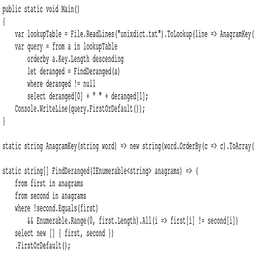 public static void Main()
{
var lookupTable = File.ReadLines("unixdict.txt").ToLookup(line => AnagramKey(
var query = from a in lookupTable
orderby a.Key.Length descending
let deranged = FindDeranged(a)
where deranged != null
select deranged[0] + " " + deranged[1];
Console.WriteLine(query.FirstOrDefault());
}
static string AnagramKey(string word) => new string(word.OrderBy(c => c).ToArray(
static string[] FindDeranged(IEnumerable<string> anagrams) => (
from first in anagrams
from second in anagrams
where !second.Equals(first)
&& Enumerable.Range(0, first.Length).All(i => first[i] != second[i])
select new [] { first, second })
.FirstOrDefault();